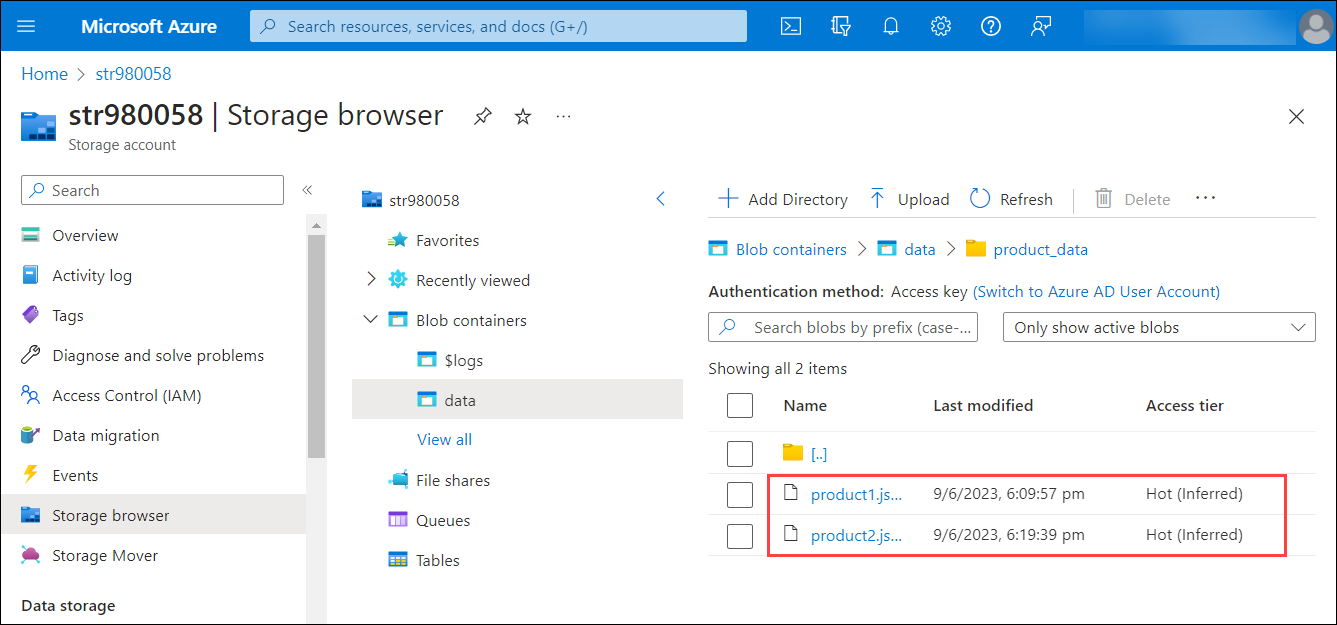 Microsoft Azure
Search resources, services, and docs (G+/)
Home > str980058
str980058 | Storage browser
...
Storage account
Search
«
Overview
Activity log
Tags
Diagnose and solve problems
Access Control (IAM)
Data migration
Events
Storage browser
Storage Mover
Data storage
str980058
Favorites
Recently viewed
Blob containers
$logs
data
View all
File shares
Queues
Tables
Add Directory Upload Refresh Delete ...
Blob containers > data > product_data
Authentication method: Access key (Switch to Azure AD User Account)
Search blobs by prefix (case-... Only show active blobs
Showing all 2 items
Name Last modified Access tier
[..]
product1.js... 9/6/2023, 6:09:57 pm Hot (Inferred)
product2.js... 9/6/2023, 6:19:39 pm Hot (Inferred)